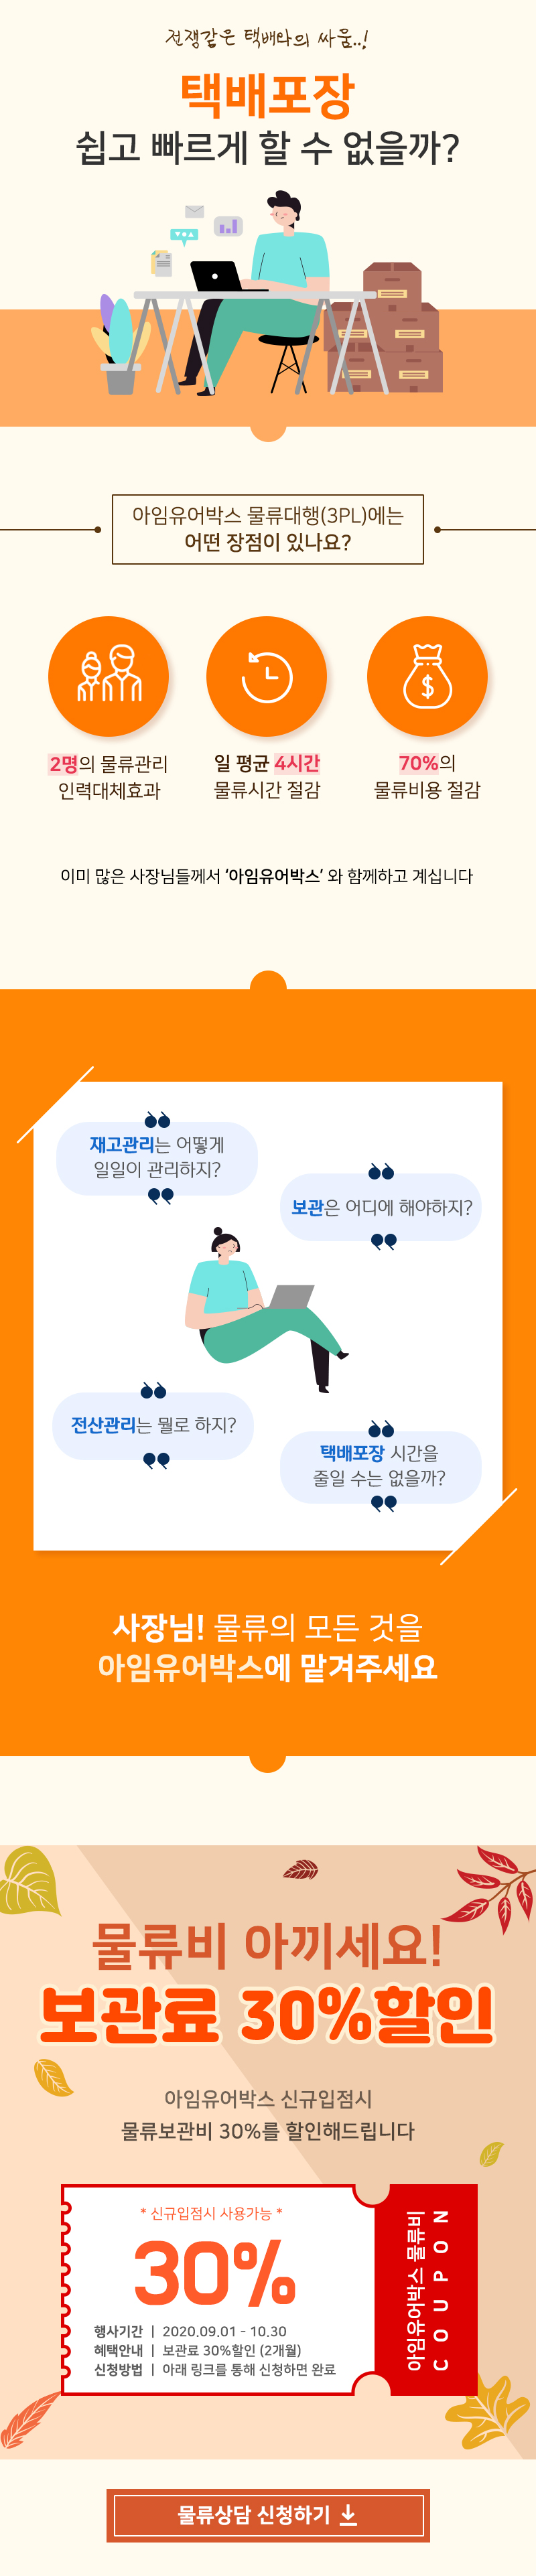 전쟁같은 택배와의 싸움..!
택배포장
쉽고 빠르게 할 수 없을까?
아임유어박스 물류대행(3PL)에는
어떤 장점이 있나요?
2명의 물류관리
인력대체효과
일 평균 4시간
물류시간 절감
70%의
물류비용 절감
이미 많은 사장님들께서 ‘아임유어박스’ 와 함께하고 계십니다
재고관리는 어떻게
일일이 관리하지?
보관은 어디에 해야하지?
전산관리는 뭘로 하지?
택배포장 시간을
줄일 수는 없을까?
사장님! 물류의 모든 것을
아임유어박스에 맡겨주세요
물류비 아끼세요!
보관료 30%할인
아임유어박스 신규입점시
물류보관비 30%를 할인해드립니다
* 신규입점시 사용가능 *
30%
행사기간 | 2020.09.01 - 10.30
혜택안내 | 보관료 30%할인 (2개월)
신청방법 | 아래 링크를 통해 신청하면 완료
아임유어박스 물류비
COUPON
물류상담 신청하기